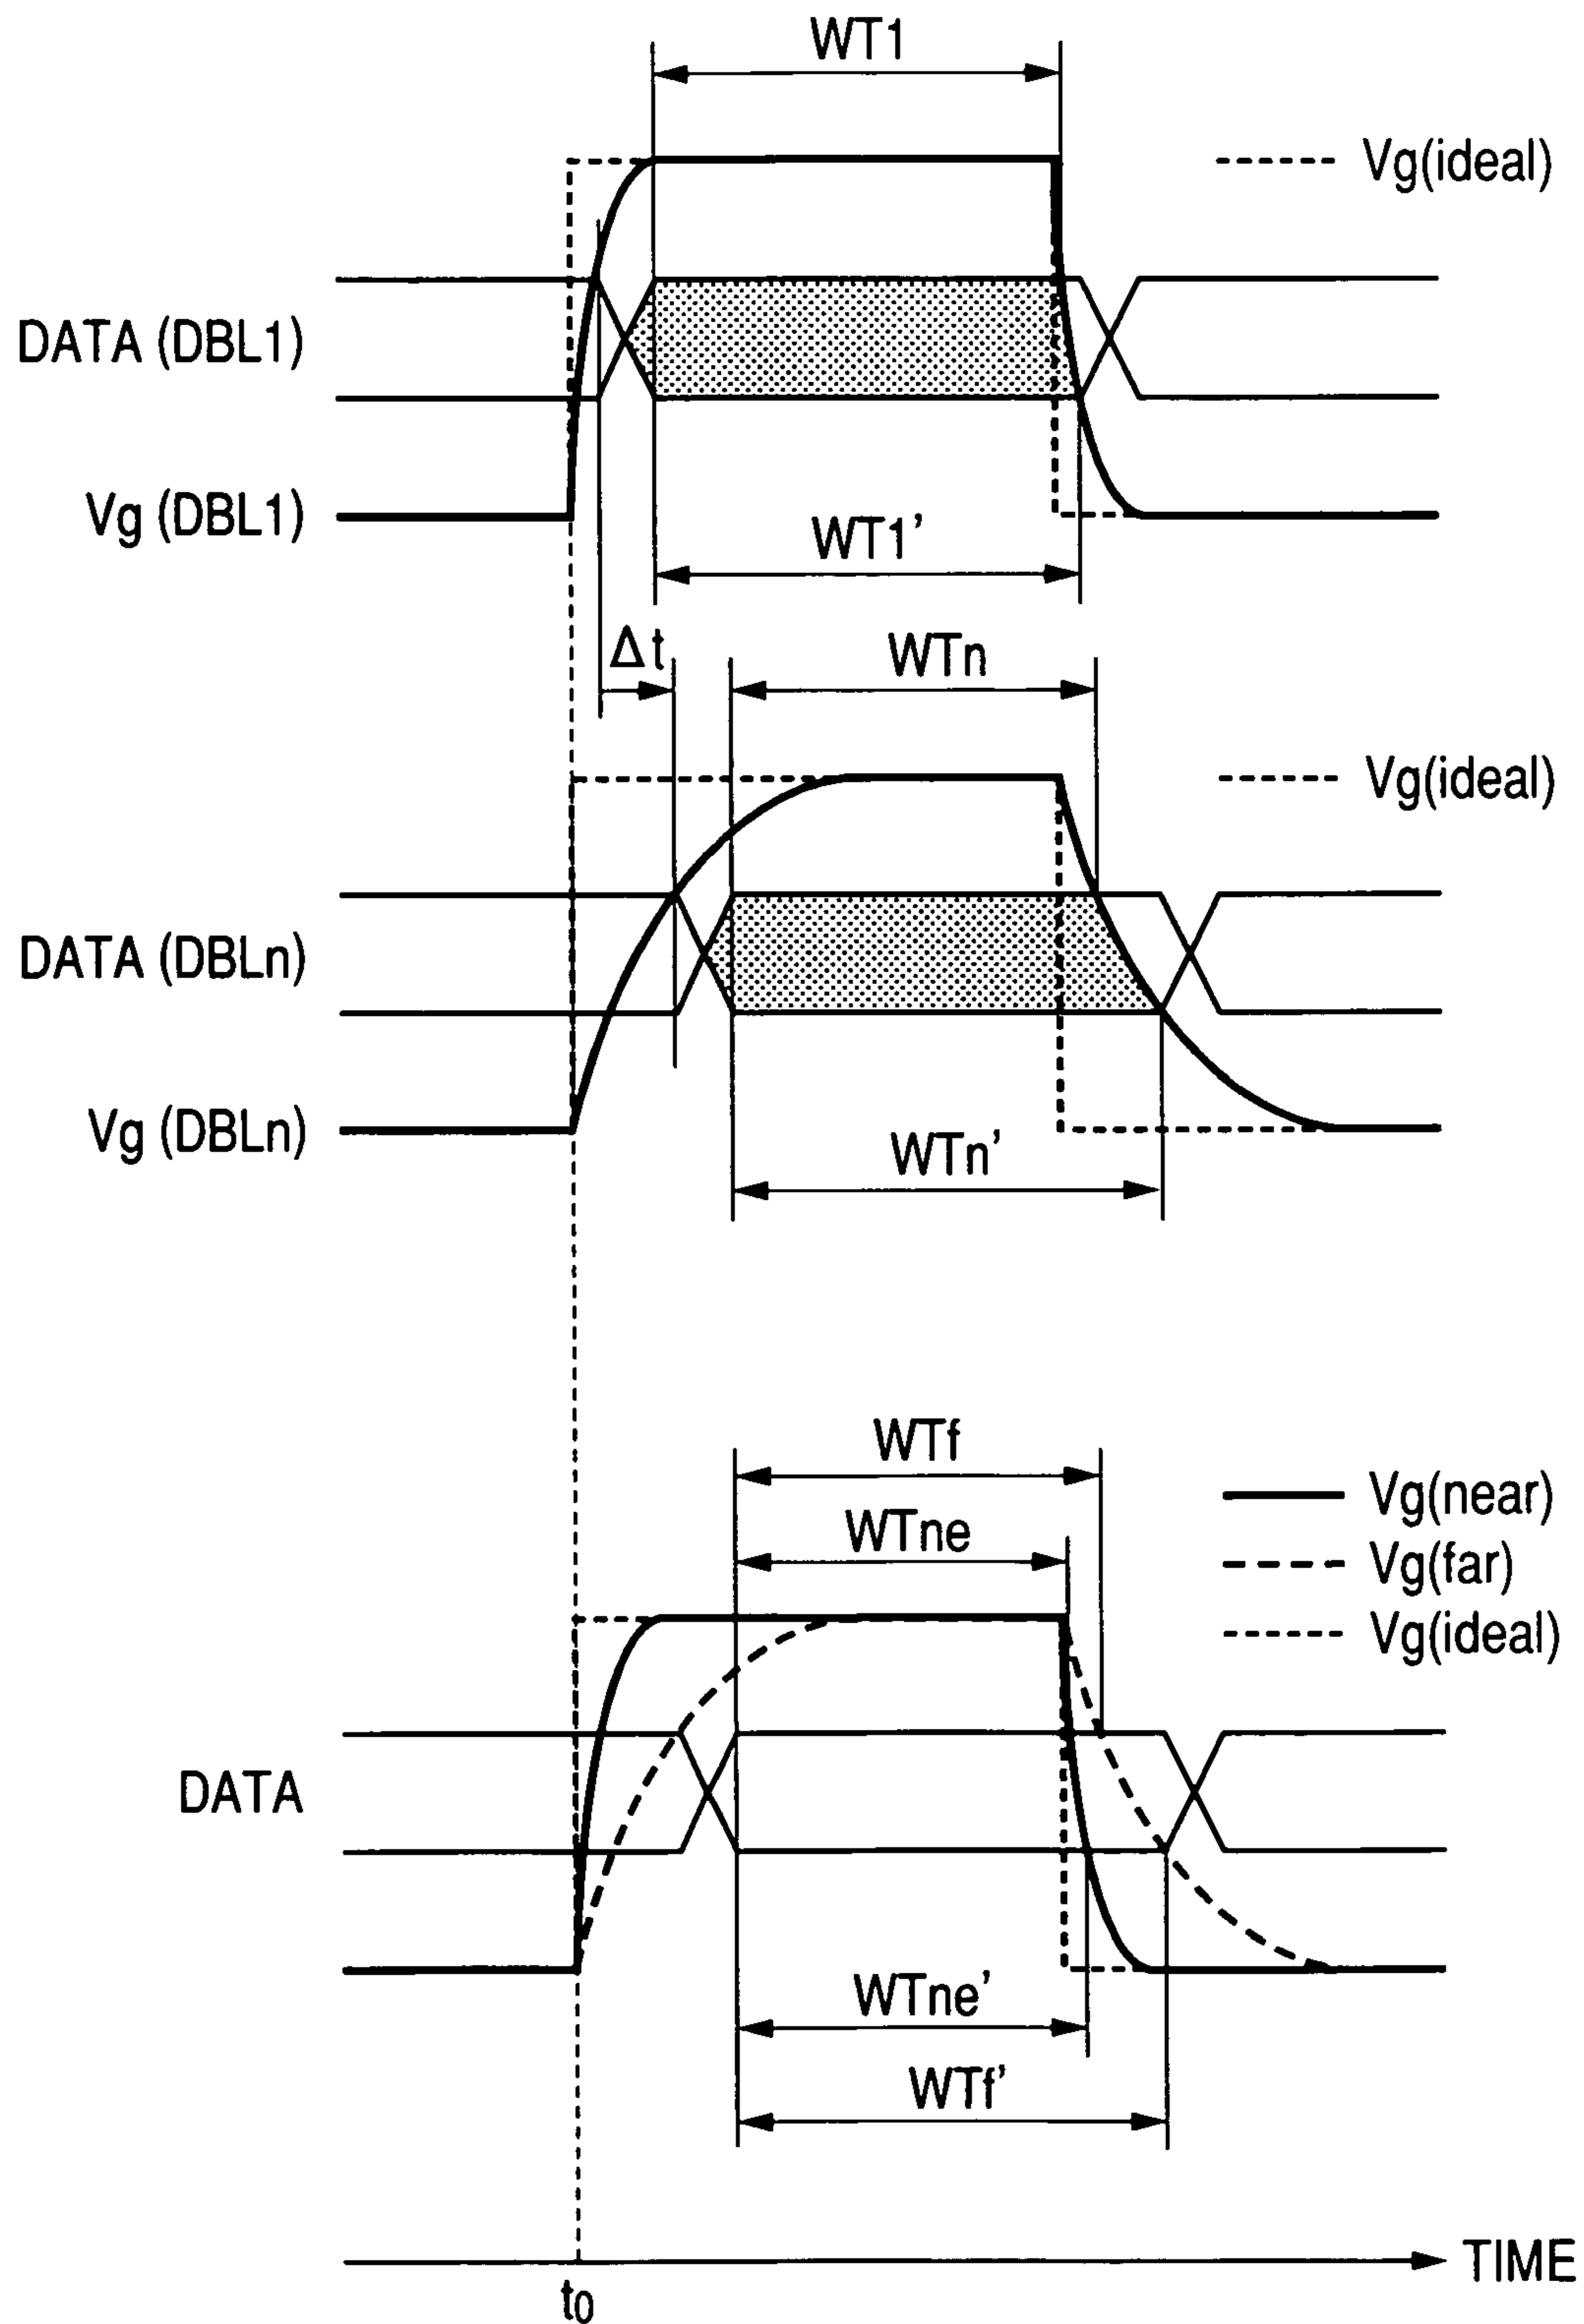 WT1
Vg(ideal)
DATA (DBL1)
Vg (DBL1)
WT1’
Δt
WTn
Vg(ideal)
DATA (DBLn)
Vg (DBLn)
WTn’
WTf
Vg(near)
WTne
Vg(far)
Vg(ideal)
DATA
WTne’
WTf’
TIME
t0